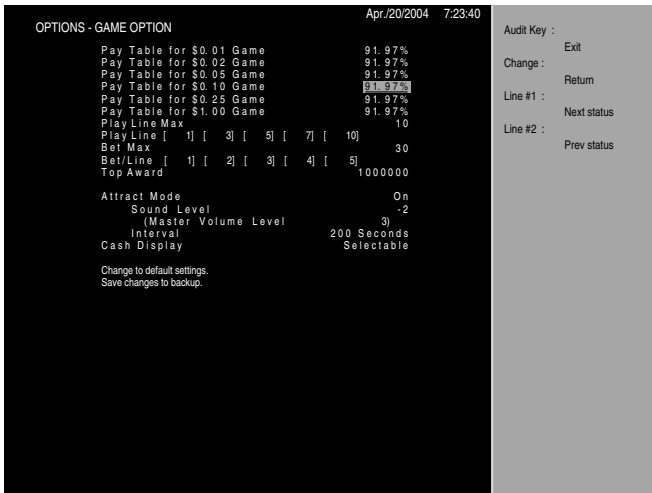 Apr./20/2004 7:23:40
OPTIONS - GAME OPTION
Pay Table for $0.01 Game 91.97%
Pay Table for $0.02 Game 91.97%
Pay Table for $0.05 Game 91.97%
Pay Table for $0.10 Game 91.97%
Pay Table for $0.25 Game 91.97%
Pay Table for $1.00 Game 91.97%
Play Line Max 10
Play Line [ 1] [ 3] [ 5] [ 7] [ 10]
Bet Max 30
Bet/Line [ 1] [ 2] [ 3] [ 4] [ 5]
Top Award 1000000
Attract Mode On
Sound Level -2
(Master Volume Level 3)
Interval 200 Seconds
Cash Display Selectable
Change to default settings.
Save changes to backup.
Audit Key :
Exit
Change :
Return
Line #1 :
Next status
Line #2 :
Prev status